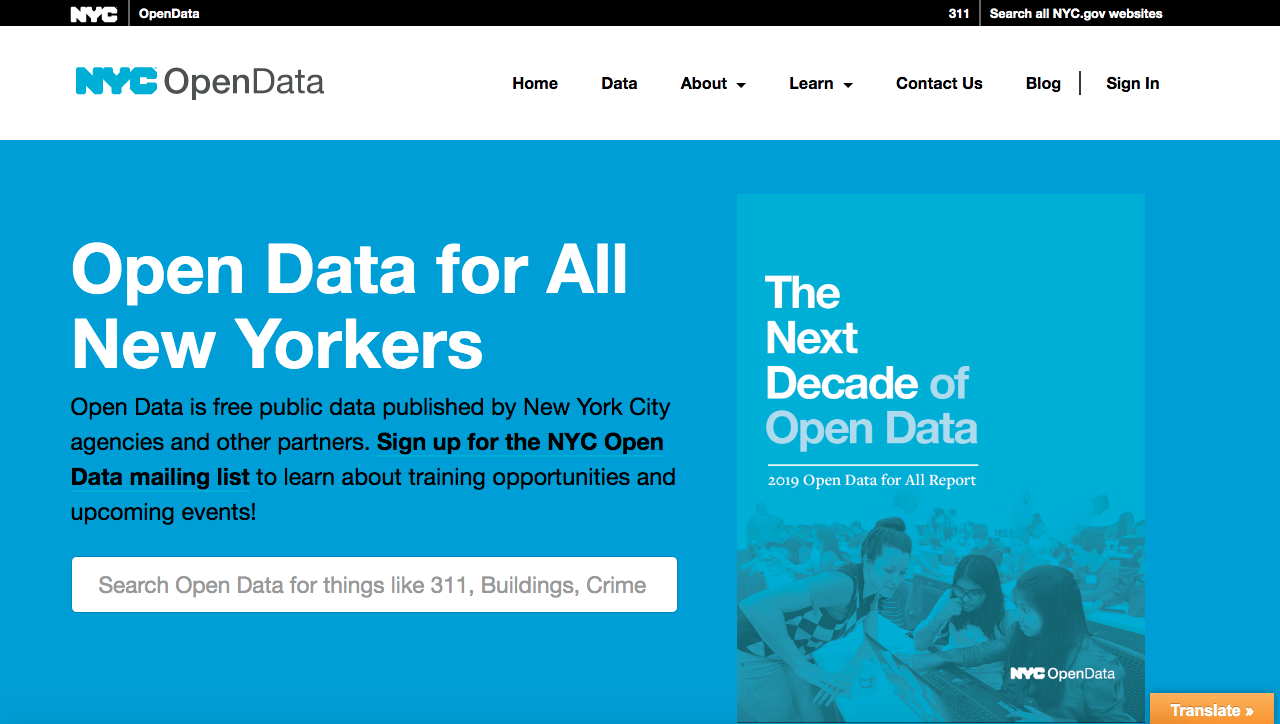 NYC OpenData 311 Search all NYC.gov websites
NYC OpenData Home Data About Learn Contact Us Blog Sign In
Open Data for All
New Yorkers
Open Data is free public data published by New York City
agencies and other partners. Sign up for the NYC Open
Data mailing list to learn about training opportunities and
upcoming events!
Search Open Data for things like 311, Buildings, Crime
The
Next
Decade of
Open Data
2019 Open Data for All Report
NYC OpenData
Translate »